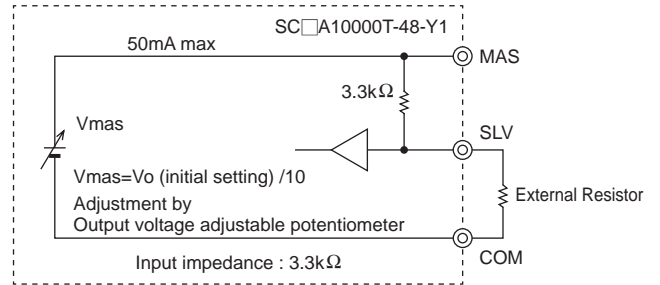 SC□A10000T-48-Y1
50mA max
MAS
3.3kΩ
Vmas
SLV
Vmas=Vo (initial setting) /10
External Resistor
Adjustment by
Output voltage adjustable potentiometer
COM
Input impedance : 3.3kΩ